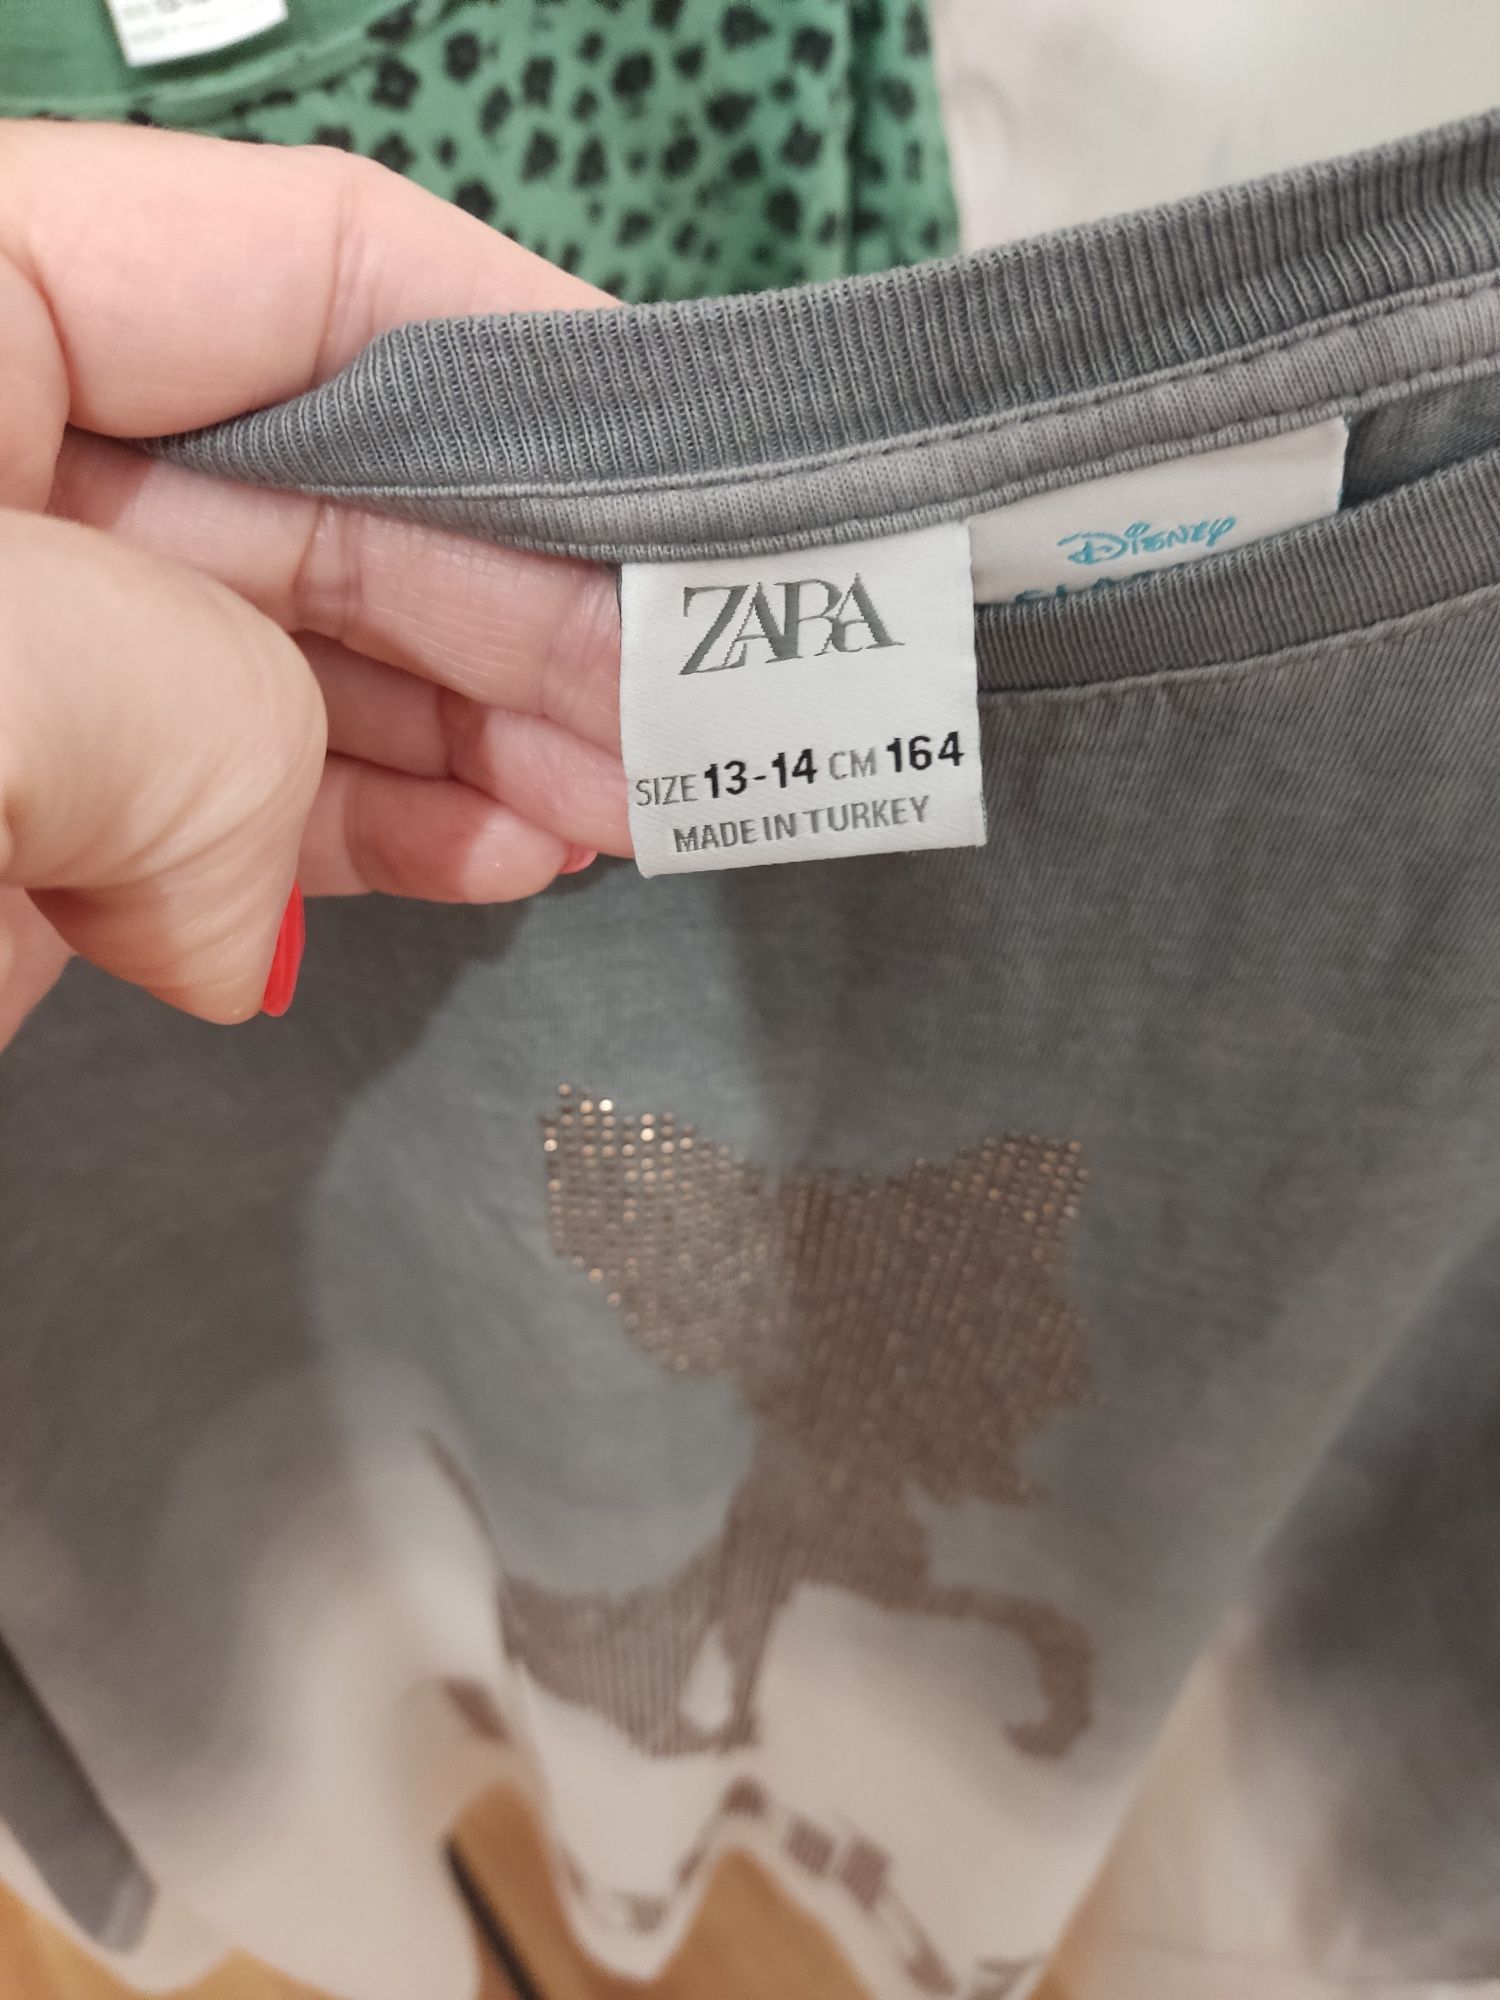 DISNEY
ZARA
SIZE 13-14 CM 164
MADE IN TURKEY